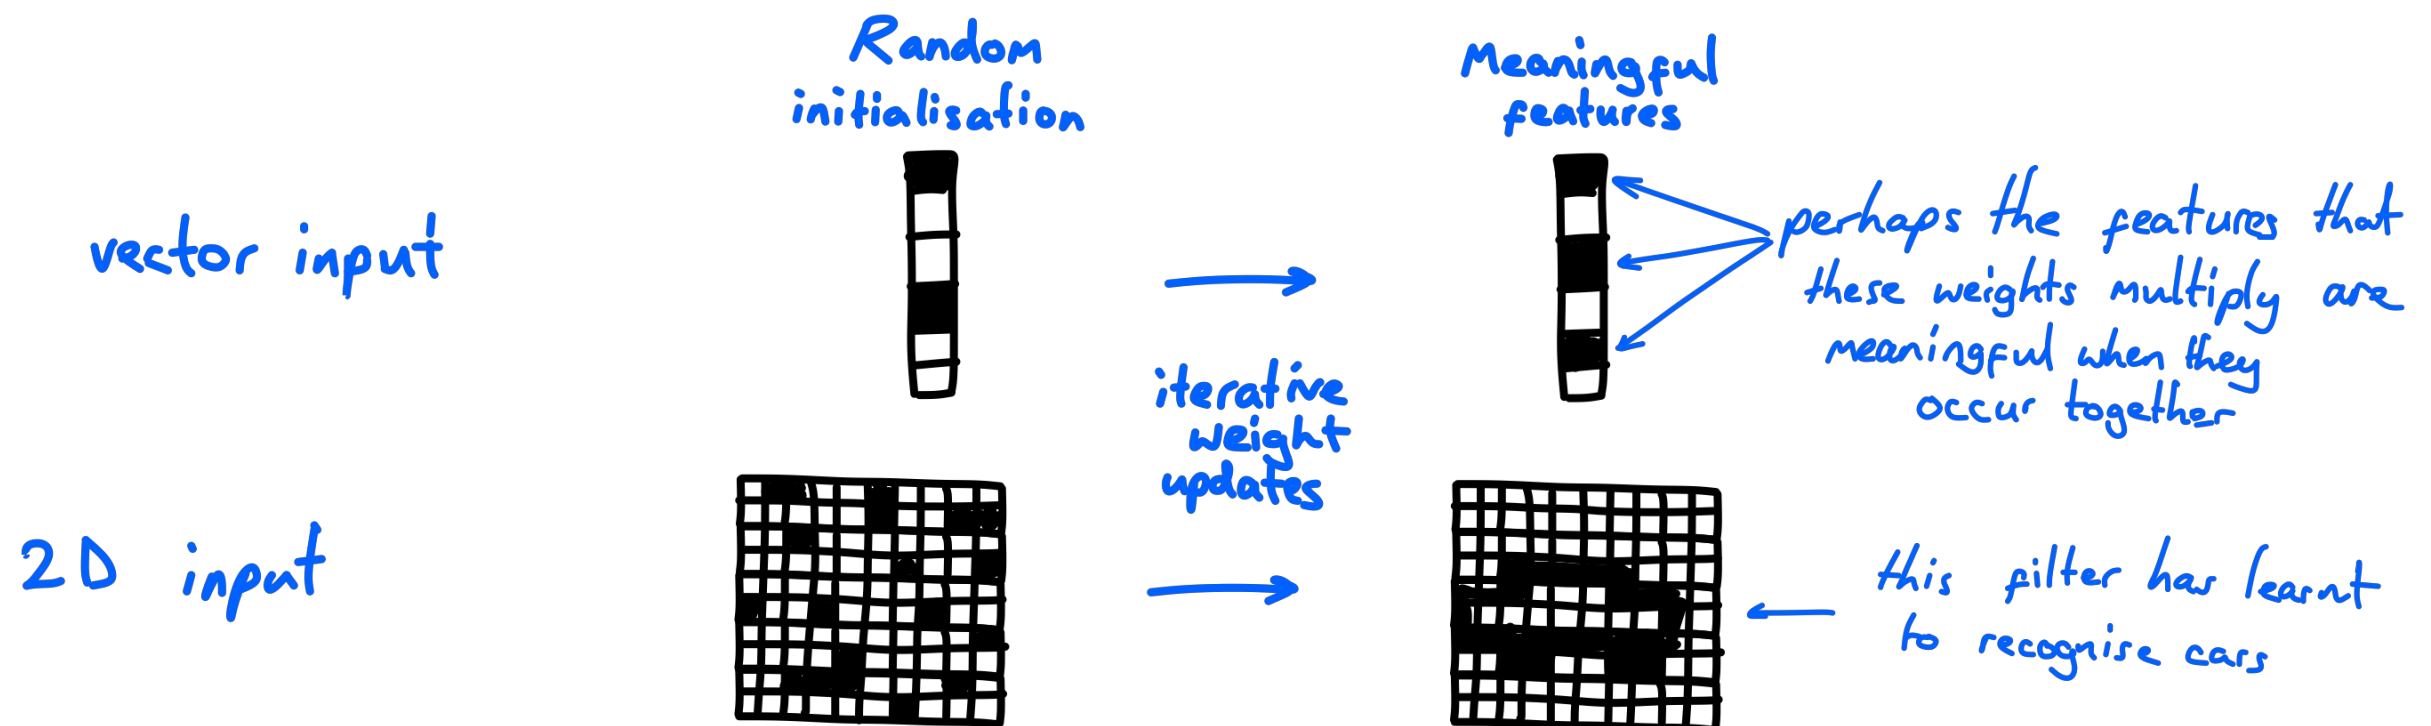 Random
initialisation
Meaningful
features
vector input
perhaps the features that
these weights multiply are
meaningful when they
occur together
iterative
weight
updates
2D input
this filter has learnt
to recognise cars